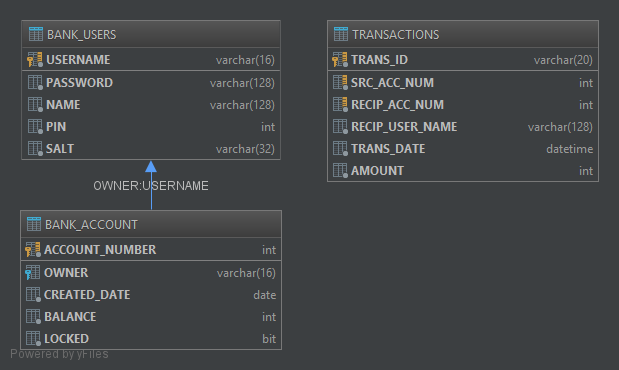 BANK_USERS
USERNAME varchar(16)
PASSWORD varchar(128)
NAME varchar(128)
PIN int
SALT varchar(32)
OWNER:USERNAME
BANK_ACCOUNT
ACCOUNT_NUMBER int
OWNER varchar(16)
CREATED_DATE date
BALANCE int
LOCKED bit
TRANSACTIONS
TRANS_ID varchar(20)
SRC_ACC_NUM int
RECIP_ACC_NUM int
RECIP_USER_NAME varchar(128)
TRANS_DATE datetime
AMOUNT int
Powered by yFiles